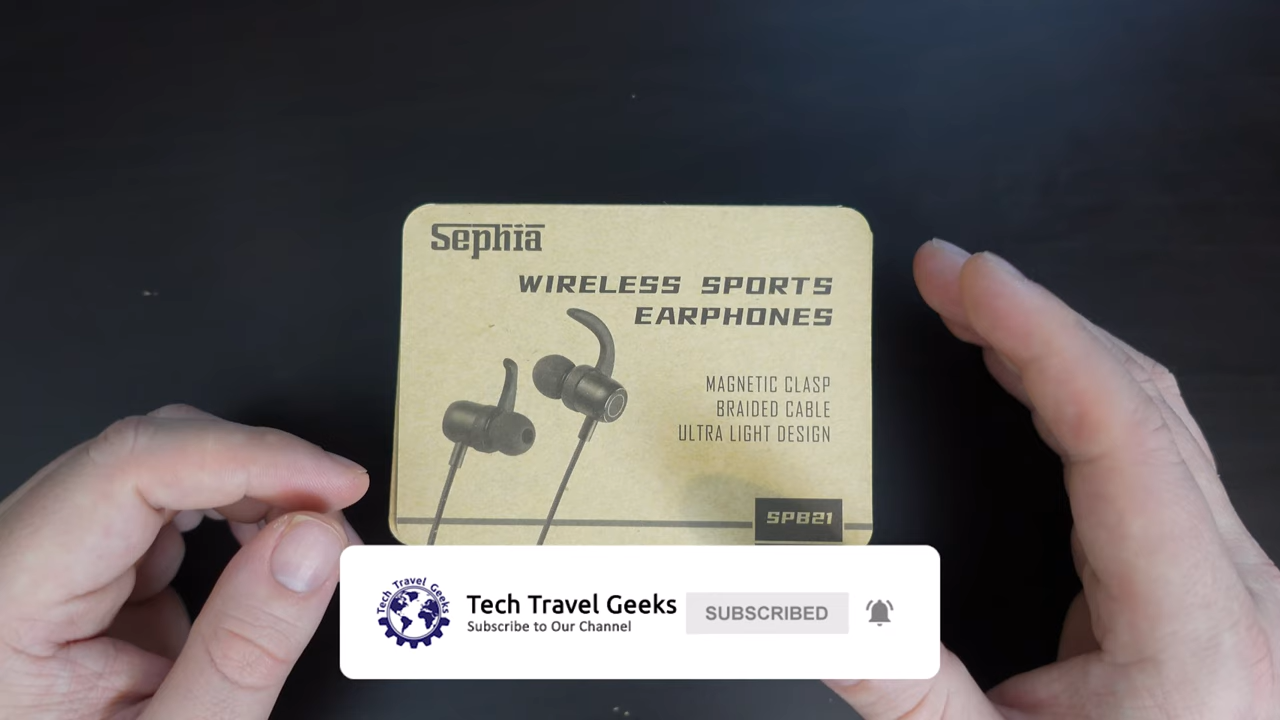 Sephia
WIRELESS SPORTS
EARPHONES
MAGNETIC CLASP
BRAIDED CABLE
ULTRA LIGHT DESIGN
SPB21
Tech Travel Geeks
Tech Travel Geeks
Subscribe to Our Channel
SUBSCRIBED